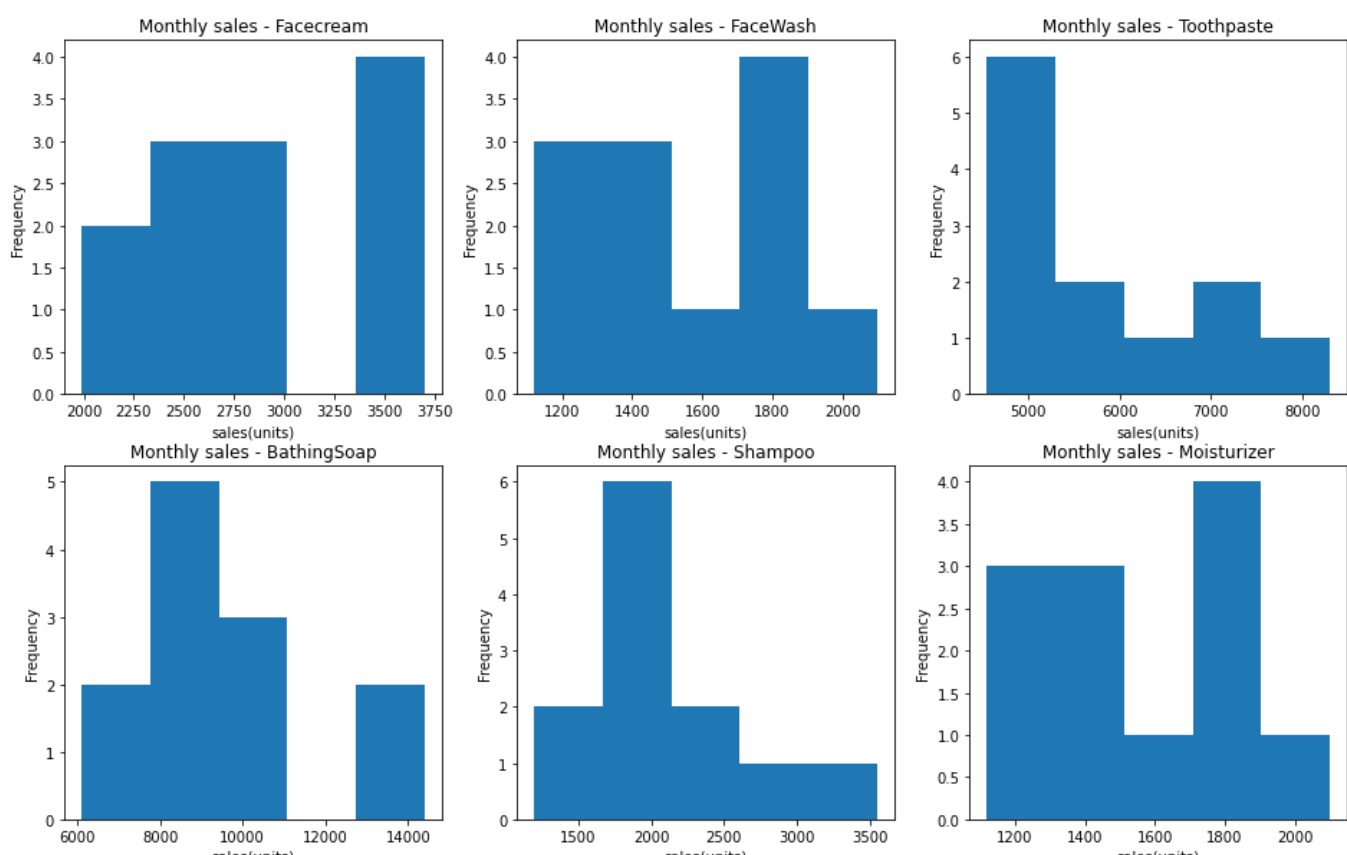 Monthly sales - Facecream
4.0
3.5
3.0
2.5
2.0
1.5
1.0
0.5
0.0
Frequency
2000 2250 2500 2750 3000 3250 3500 3750
sales(units)
Monthly sales - FaceWash
4.0
3.5
3.0
2.5
2.0
1.5
1.0
0.5
0.0
Frequency
1200 1400 1600 1800 2000
sales(units)
Monthly sales - Toothpaste
6
5
4
3
2
1
0
Frequency
5000 6000 7000 8000
sales(units)
Monthly sales - BathingSoap
5
4
3
2
1
0
Frequency
6000 8000 10000 12000 14000
sales(units)
Monthly sales - Shampoo
6
5
4
3
2
1
0
Frequency
1500 2000 2500 3000 3500
sales(units)
Monthly sales - Moisturizer
4.0
3.5
3.0
2.5
2.0
1.5
1.0
0.5
0.0
Frequency
1200 1400 1600 1800 2000
sales(units)